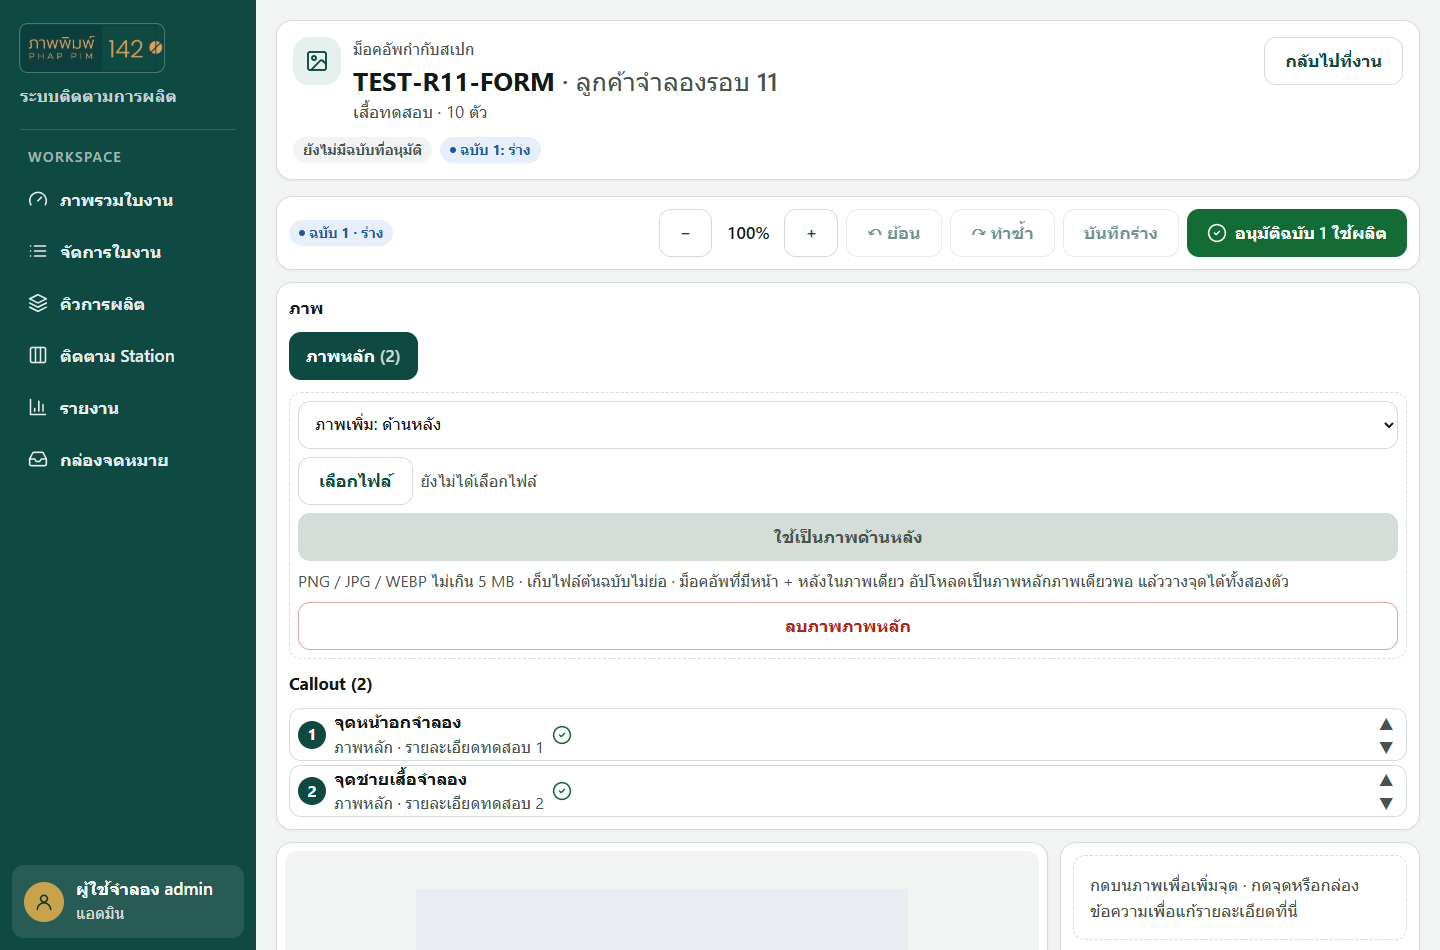 ภาพพิมพ์
PHAP PIM
142
ระบบติดตามการผลิต
WORKSPACE
ภาพรวมใบงาน
จัดการใบงาน
คิวการผลิต
ติดตาม Station
รายงาน
กล่องจดหมาย
ผู้ใช้จำลอง admin
แอดมิน
ม็อคอัพกำกับสเปก
TEST-R11-FORM · ลูกค้าจำลองรอบ 11
เสื้อทดสอบ · 10 ตัว
ยังไม่มีฉบับที่อนุมัติ
ฉบับ 1: ร่าง
กลับไปที่งาน
ฉบับ 1 · ร่าง
− 100% +
ย้อน
ทำซ้ำ
บันทึกร่าง
อนุมัติฉบับ 1 ใช้ผลิต
ภาพ
ภาพหลัก (2)
ภาพเพิ่ม: ด้านหลัง
เลือกไฟล์ ยังไม่ได้เลือกไฟล์
ใช้เป็นภาพด้านหลัง
PNG / JPG / WEBP ไม่เกิน 5 MB · เก็บไฟล์ต้นฉบับไม่ย่อ · ม็อคอัพที่มีหน้า + หลังในภาพเดียว อัปโหลดเป็นภาพหลักภาพเดียวพอ แล้ววางจุดได้ทั้งสองตัว
ลบภาพภาพหลัก
Callout (2)
1 จุดหน้าอกจำลอง
ภาพหลัก · รายละเอียดทดสอบ 1
2 จุดชายเสื้อจำลอง
ภาพหลัก · รายละเอียดทดสอบ 2
กดบนภาพเพื่อเพิ่มจุด · กดจุดหรือกล่อง
ข้อความเพื่อแก้รายละเอียดที่นี่